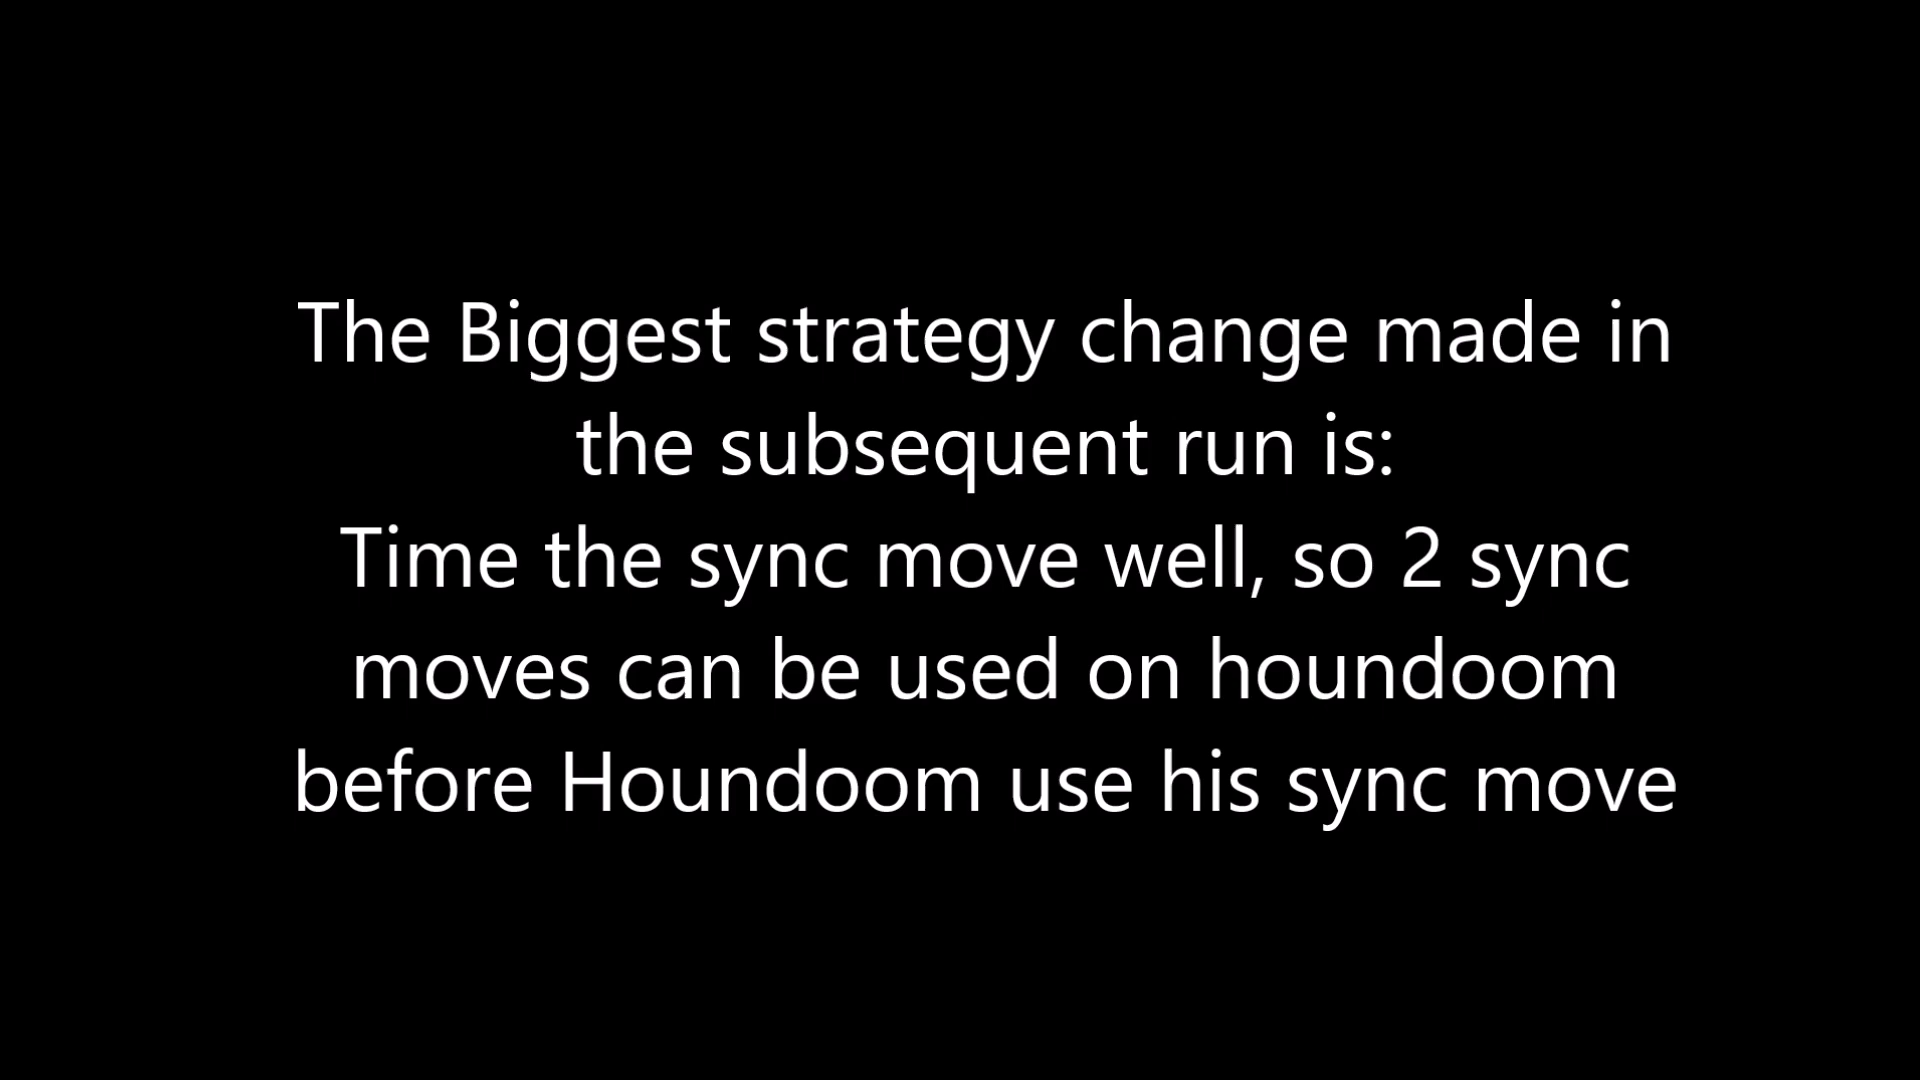 The Biggest strategy change made in
the subsequent run is:
Time the sync move well, so 2 sync
moves can be used on houndoom
before Houndoom use his sync move